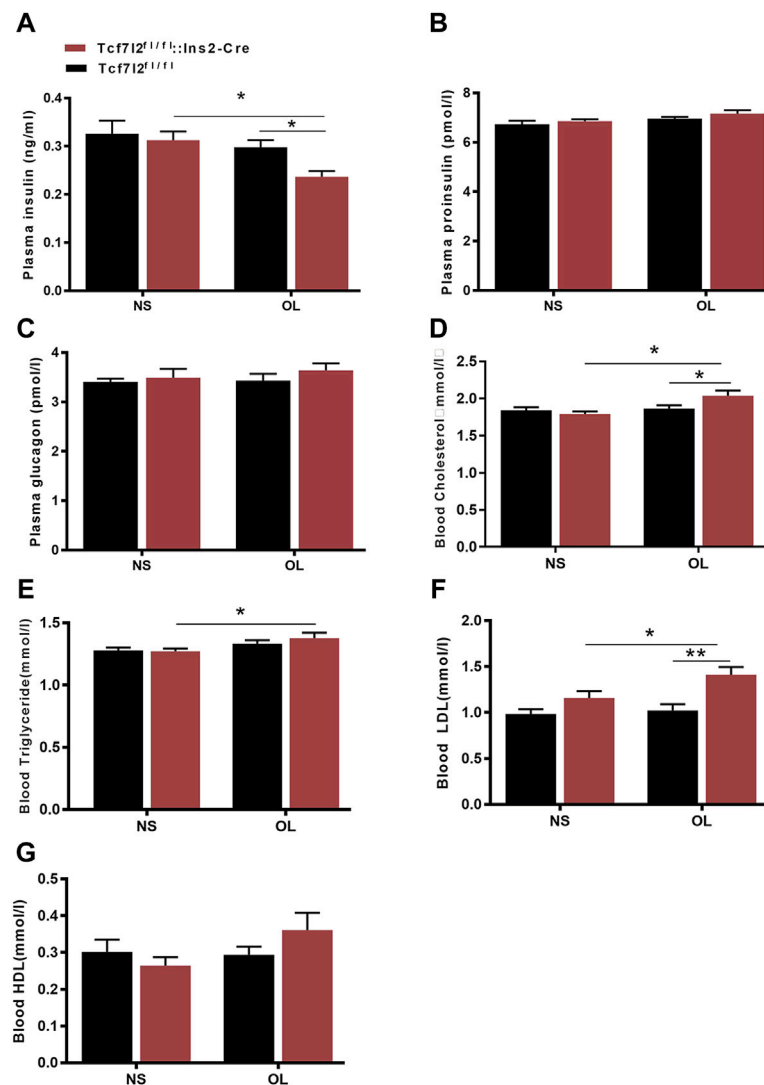 A
Tcf7l2fl/fl::Ins2-Cre
Tcf7l2fl/fl
Plasma insulin (ng/ml)
0.4
0.3
0.2
0.1
0.0
*
*
NS
OL
B
Plasma proinsulin (pmol/l)
8
6
4
2
0
NS
OL
C
Plasma glucagon (pmol/l)
4
3
2
1
0
NS
OL
D
Blood Cholesterol□mmol/l□
2.5
2.0
1.5
1.0
0.5
0.0
*
*
NS
OL
E
Blood Triglyceride(mmol/l)
1.5
1.0
0.5
0.0
*
NS
OL
F
Blood LDL(mmol/l)
2.0
1.5
1.0
0.5
0.0
*
**
NS
OL
G
Blood HDL(mmol/l)
0.5
0.4
0.3
0.2
0.1
0.0
NS
OL